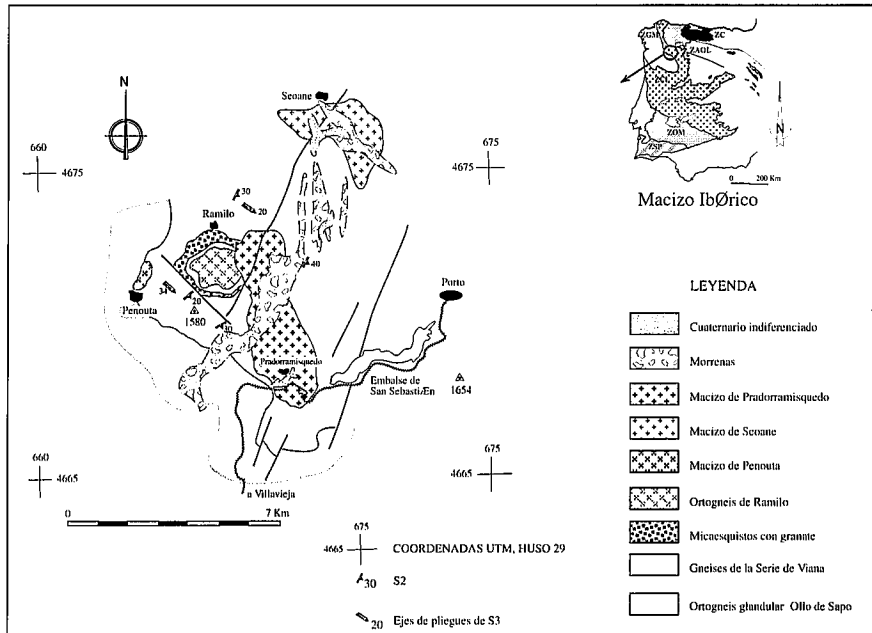 N
Seoane
660
4675
675
4675
30
20
Ramilo
40
34
20
Penouta
1580
30
Porto
Pradorramisquedo
Embalse de
San Sebasti/En
1654
660
4665
675
4665
a Villavieja
0 7 Km
675
4665 COORDENADAS UTM, HUSO 29
30 S2
20 Ejes de pliegues de S3
ZGM
ZC
ZAOL
ZOM
ZSP
N
0 200 Km
Macizo IbØrico
LEYENDA
Cuaternario indiferenciado
Morrenas
Macizo de Pradorramisquedo
Macizo de Seoane
Macizo de Penouta
Ortogneis de Ramilo
Micaesquistos con granate
Gneises de la Serie de Viana
Ortogneis glandular Ollo de Sapo